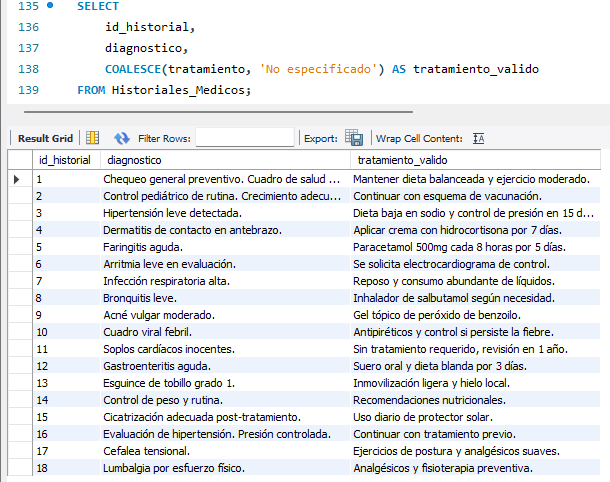 135 SELECT
136 id_historial,
137 diagnostico,
138 COALESCE(tratamiento, 'No especificado') AS tratamiento_valido
139 FROM Historiales_Medicos;
Result Grid Filter Rows: Export: Wrap Cell Content: IA
id_historial diagnostico tratamiento_valido
1 Chequeo general preventivo. Cuadro de salud ... Mantener dieta balanceada y ejercicio moderado.
2 Control pediátrico de rutina. Crecimiento adecu... Continuar con esquema de vacunación.
3 Hipertensión leve detectada. Dieta baja en sodio y control de presión en 15 d...
4 Dermatitis de contacto en antebrazo. Aplicar crema con hidrocortisona por 7 días.
5 Faringitis aguda. Paracetamol 500mg cada 8 horas por 5 días.
6 Arritmia leve en evaluación. Se solicita electrocardiograma de control.
7 Infección respiratoria alta. Reposo y consumo abundante de líquidos.
8 Bronquitis leve. Inhalador de salbutamol según necesidad.
9 Acné vulgar moderado. Gel tópico de peróxido de benzoilo.
10 Cuadro viral febril. Antipiréticos y control si persiste la fiebre.
11 Soplos cardíacos inocentes. Sin tratamiento requerido, revisión en 1 año.
12 Gastroenteritis aguda. Suero oral y dieta blanda por 3 días.
13 Esguince de tobillo grado 1. Inmovilización ligera y hielo local.
14 Control de peso y rutina. Recomendaciones nutricionales.
15 Cicatrización adecuada post-tratamiento. Uso diario de protector solar.
16 Evaluación de hipertensión. Presión controlada. Continuar con tratamiento previo.
17 Cefalea tensional. Ejercicios de postura y analgésicos suaves.
18 Lumbalgia por esfuerzo físico. Analgésicos y fisioterapia preventiva.